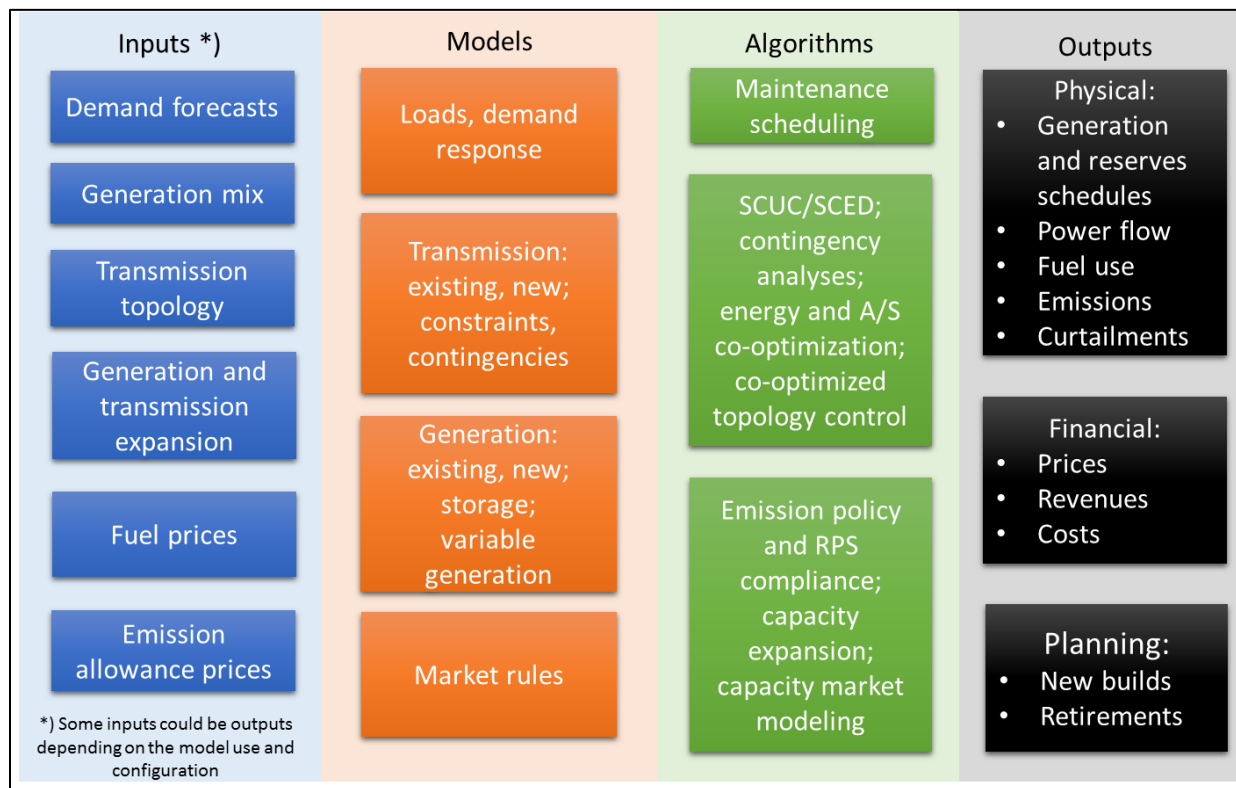 Inputs *)
Demand forecasts
Generation mix
Transmission
topology
Generation and
transmission
expansion
Fuel prices
Emission
allowance prices
*) Some inputs could be outputs
depending on the model use and
configuration
Models
Loads, demand
response
Transmission:
existing, new;
constraints,
contingencies
Generation:
existing, new;
storage;
variable
generation
Market rules
Algorithms
Maintenance
scheduling
SCUC/SCED;
contingency
analyses;
energy and A/S
co-optimization;
co-optimized
topology control
Emission policy
and RPS
compliance;
capacity
expansion;
capacity market
modeling
Outputs
Physical:
• Generation
and reserves
schedules
• Power flow
• Fuel use
• Emissions
• Curtailments
Financial:
• Prices
• Revenues
• Costs
Planning:
• New builds
• Retirements